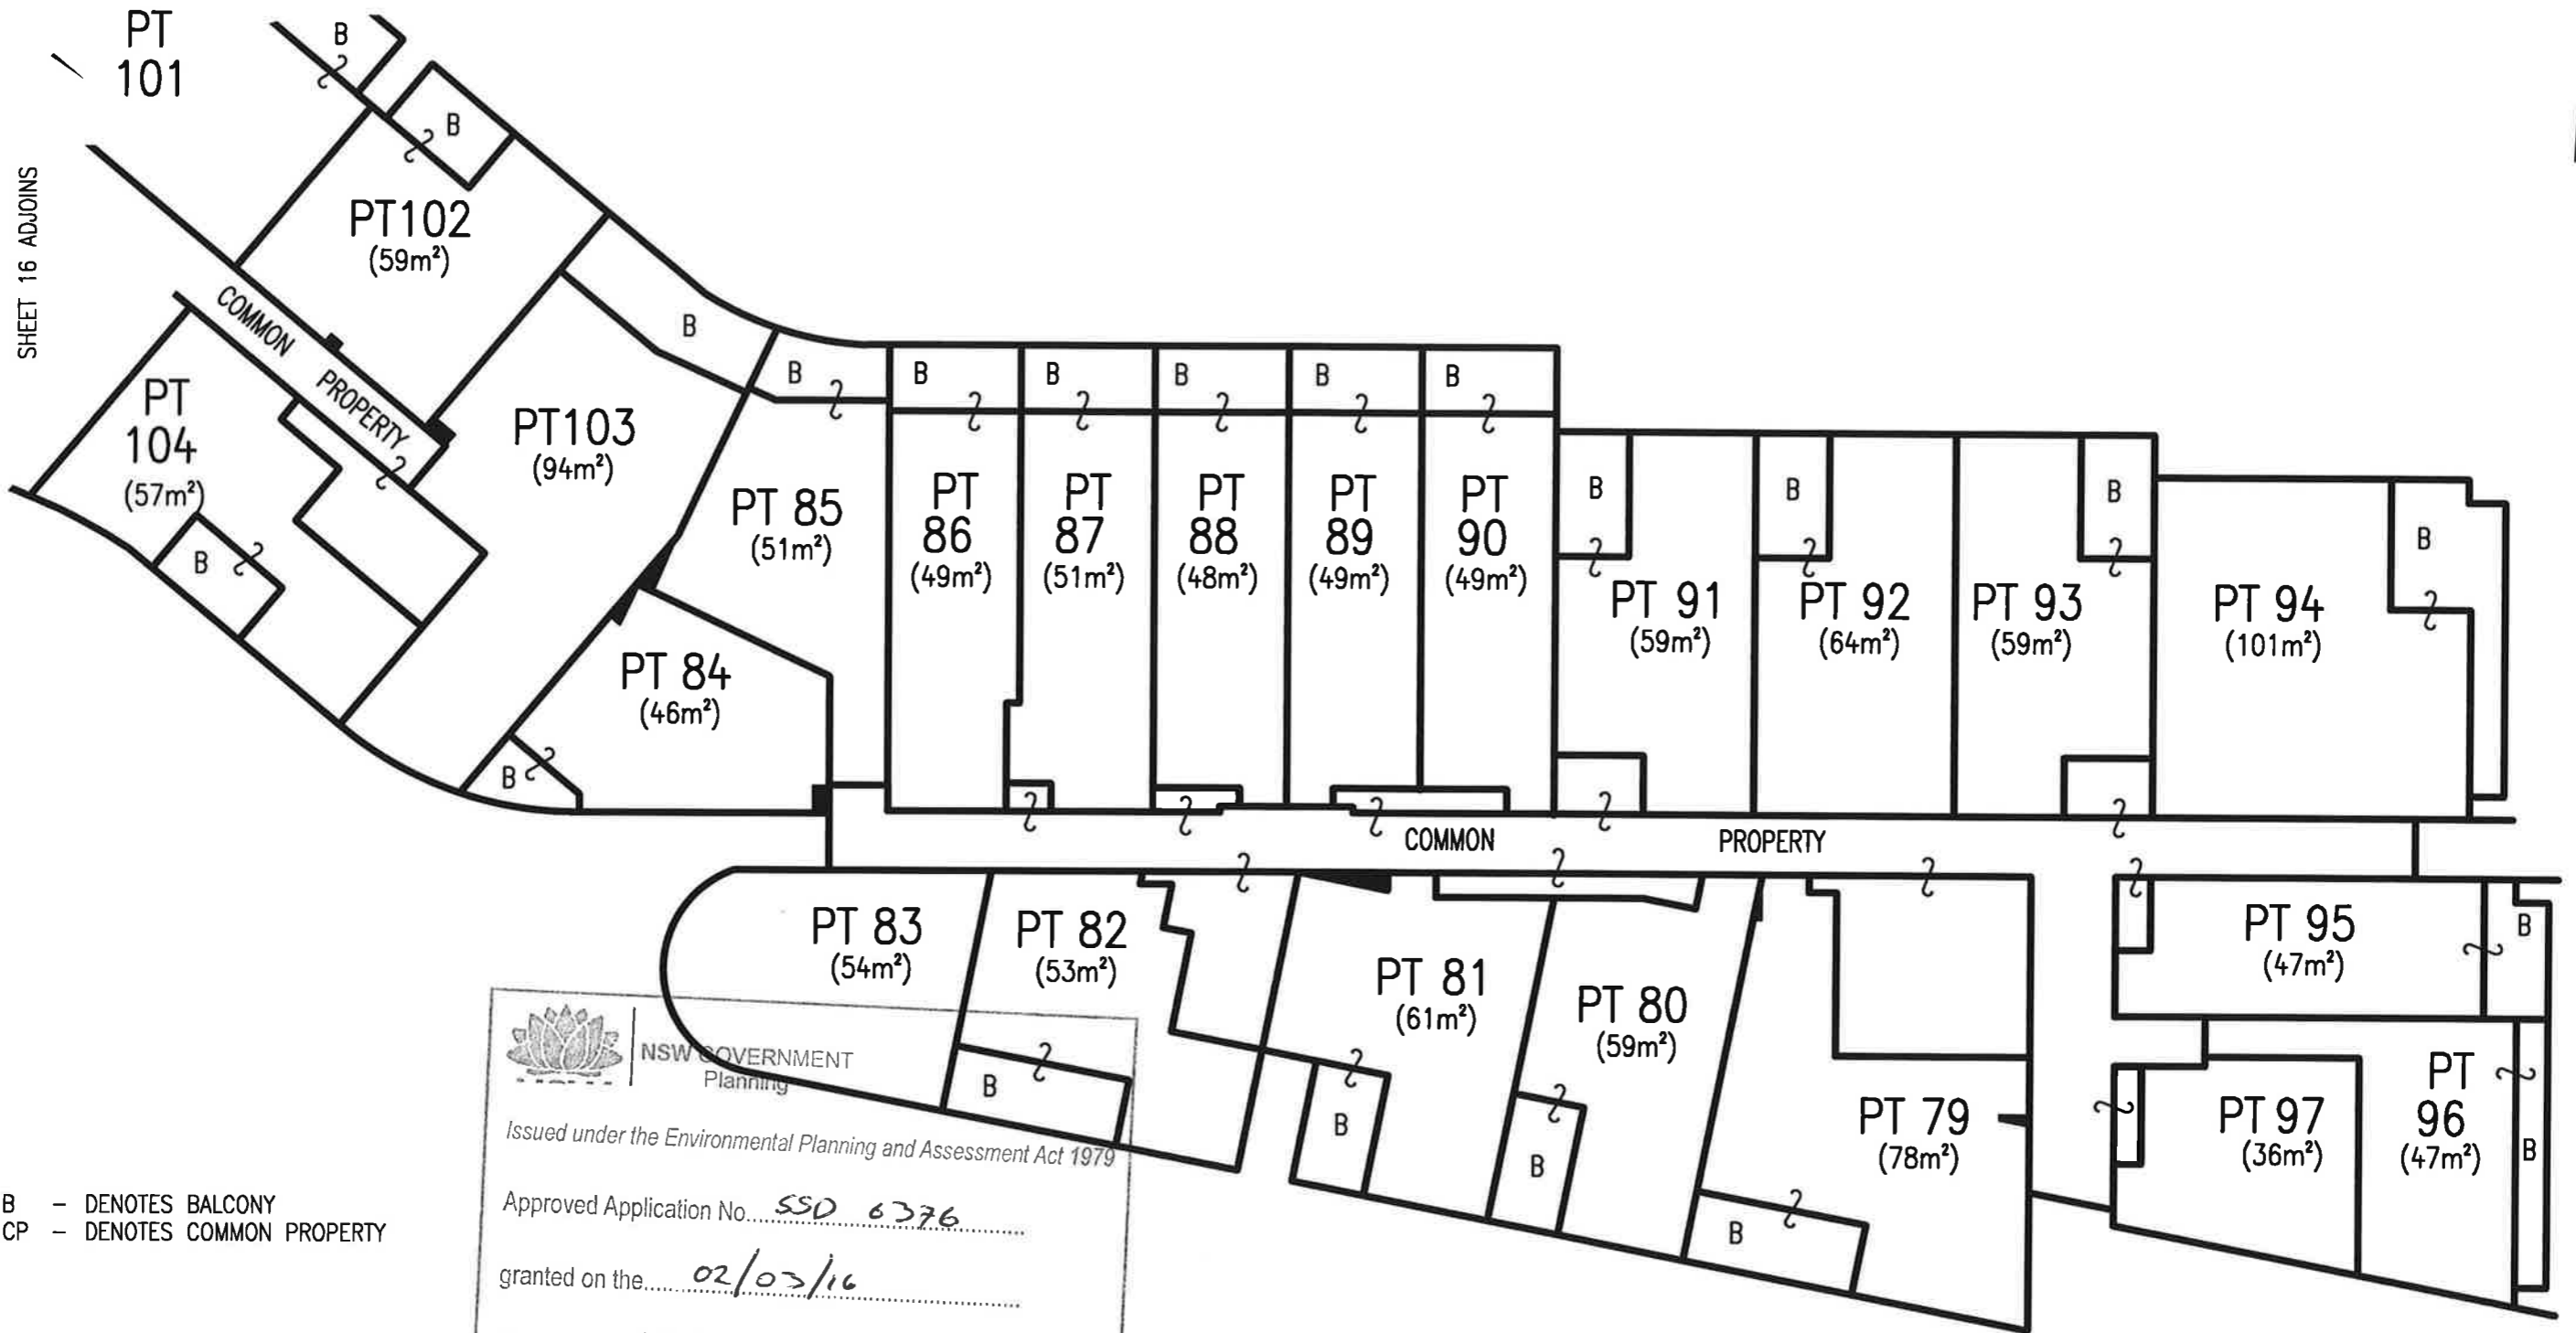 PT
101
B
B
SHEET 16 ADJOINS
PT102
(59m²)
COMMON PROPERTY
B
B
B
B
B
B
B
PT
104
(57m²)
B
PT103
(94m²)
PT 85
(51m²)
PT
86
(49m²)
PT
87
(51m²)
PT
88
(48m²)
PT
89
(49m²)
PT
90
(49m²)
B
B
B
B
PT 91
(59m²)
PT 92
(64m²)
PT 93
(59m²)
PT 94
(101m²)
PT 84
(46m²)
B
COMMON PROPERTY
PT 83
(54m²)
PT 82
(53m²)
B
PT 81
(61m²)
B
PT 80
(59m²)
B
PT 79
(78m²)
B
PT 95
(47m²)
B
PT 97
(36m²)
PT
96
(47m²)
B
NSW GOVERNMENT
Planning
Issued under the Environmental Planning and Assessment Act 1979
Approved Application No. SSD 6376
granted on the 02/03/16
B – DENOTES BALCONY
CP – DENOTES COMMON PROPERTY